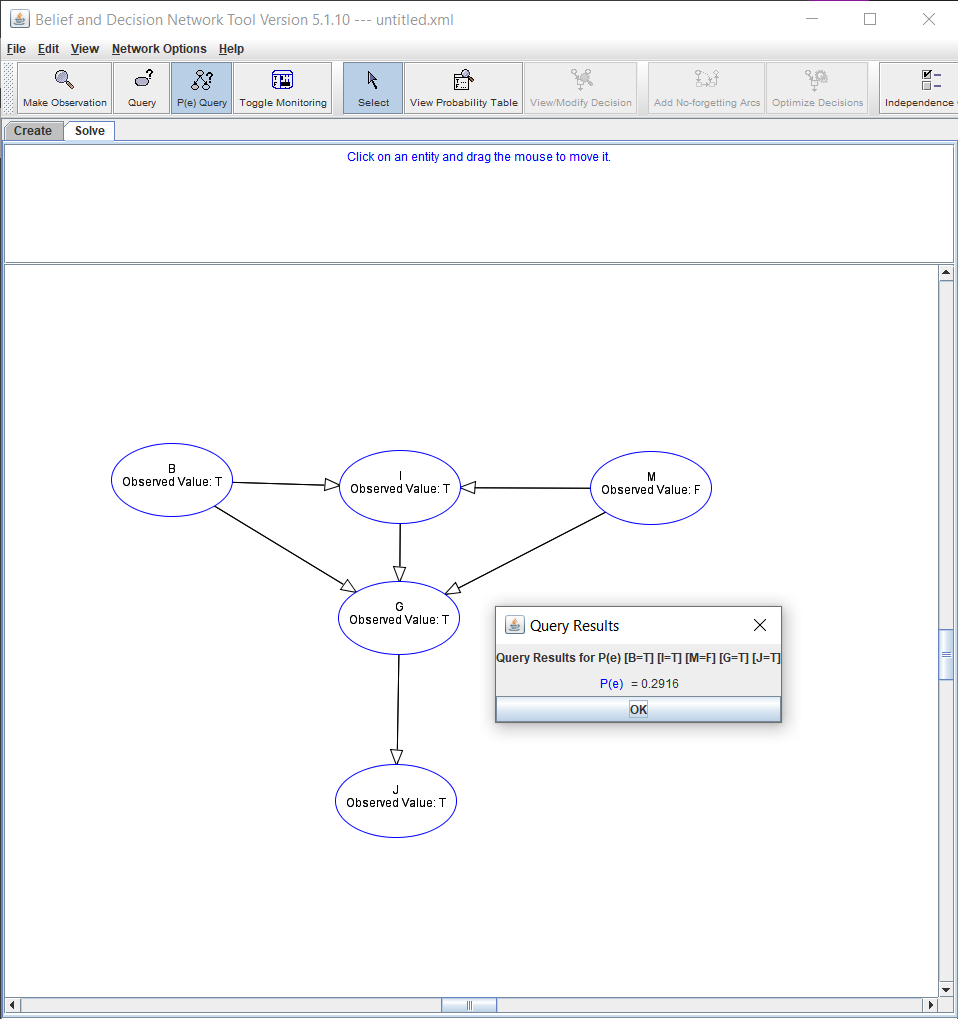 Belief and Decision Network Tool Version 5.1.10 --- untitled.xml
File Edit View Network Options Help
Make Observation Query P(e) Query Toggle Monitoring Select View Probability Table View/Modify Decision Add No-forgetting Arcs Optimize Decisions Independence
Create Solve
Click on an entity and drag the mouse to move it.
B
Observed Value: T
I
Observed Value: T
M
Observed Value: F
G
Observed Value: T
Query Results
Query Results for P(e) [B=T] [I=T] [M=F] [G=T] [J=T]
P(e) = 0.2916
OK
J
Observed Value: T